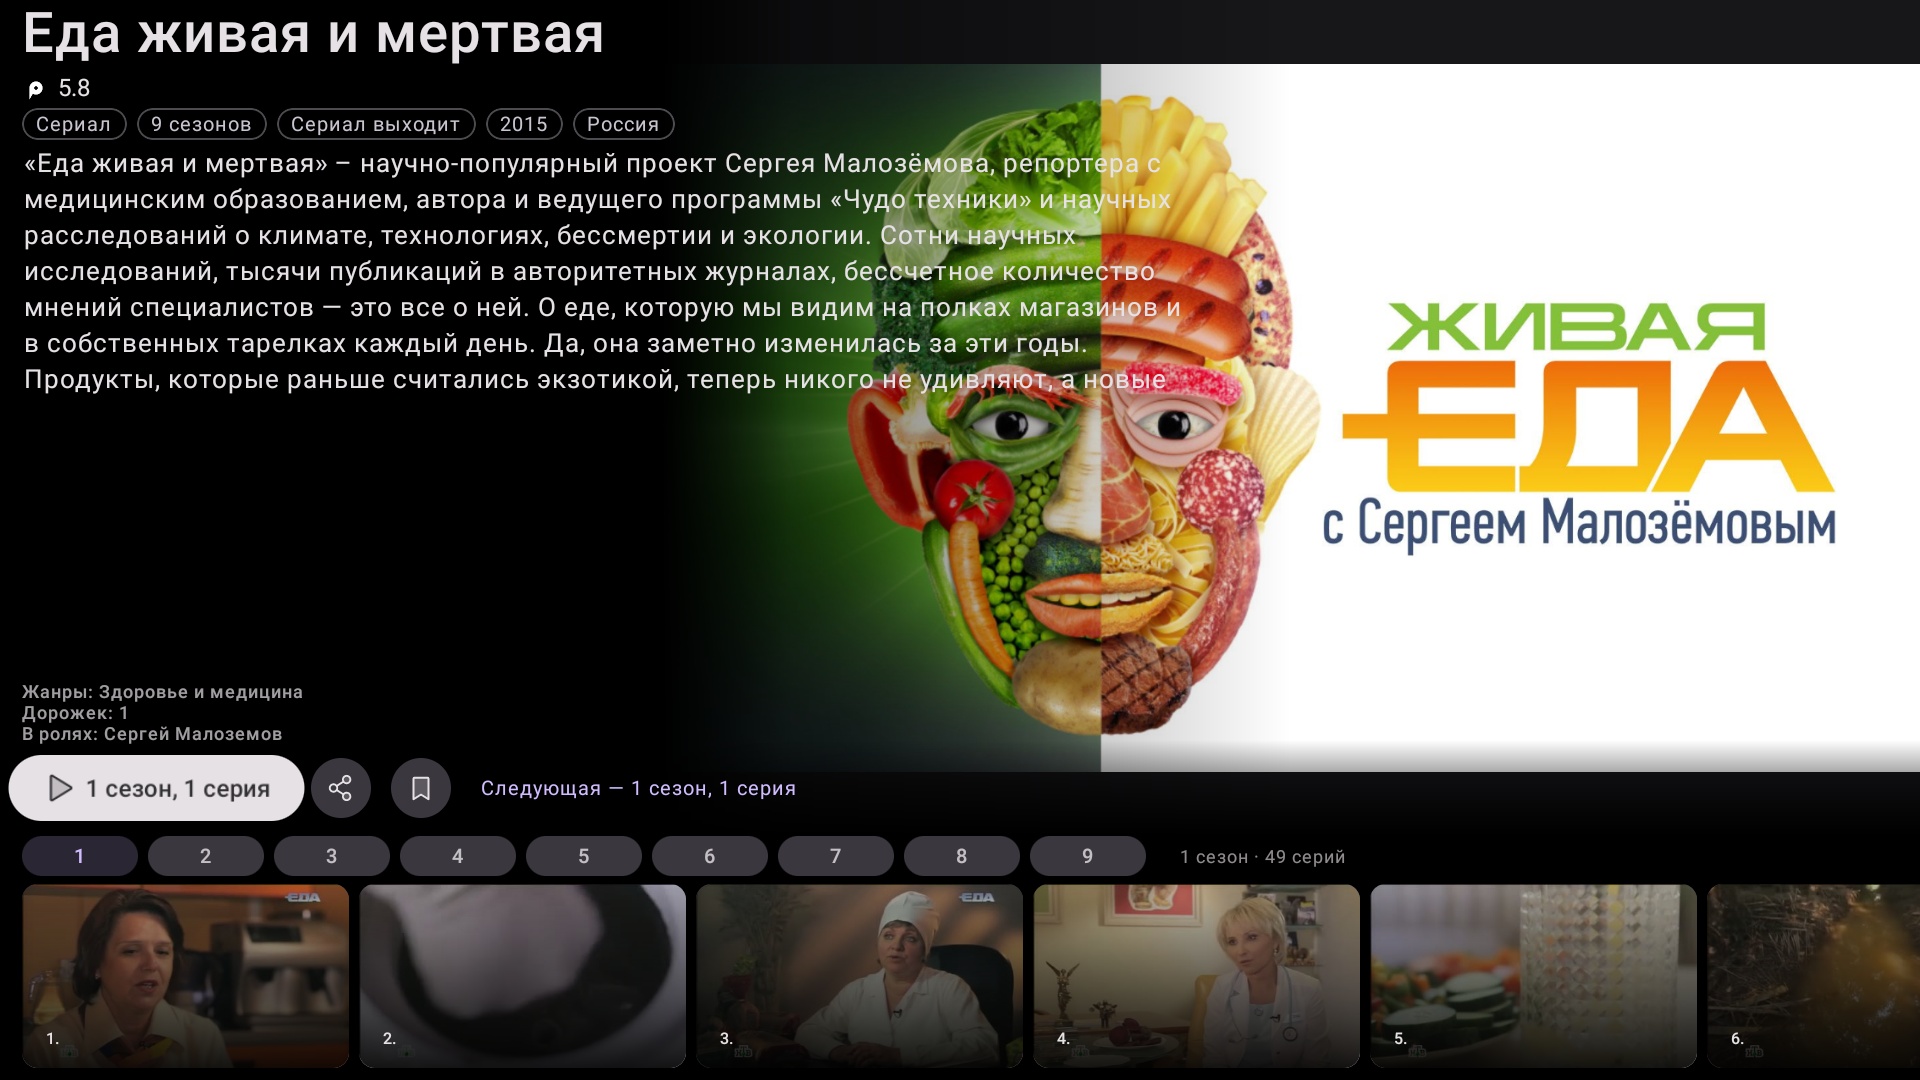 Еда живая и мертвая
5.8
Сериал
9 сезонов
Сериал выходит
2015
Россия
«Еда живая и мертвая» – научно-популярный проект Сергея Малозёмова, репортера с
медицинским образованием, автора и ведущего программы «Чудо техники» и научных
расследований о климате, технологиях, бессмертии и экологии. Сотни научных
исследований, тысячи публикаций в авторитетных журналах, бессчетное количество
мнений специалистов — это все о ней. О еде, которую мы видим на полках магазинов и
в собственных тарелках каждый день. Да, она заметно изменилась за эти годы.
Продукты, которые раньше считались экзотикой, теперь никого не удивляют, а новые
ЖИВАЯ
ЕДА
с Сергеем Малозёмовым
Жанры: Здоровье и медицина
Дорожек: 1
В ролях: Сергей Малоземов
1 сезон, 1 серия
Следующая — 1 сезон, 1 серия
1
2
3
4
5
6
7
8
9
1 сезон · 49 серий
ЕДА
ЕДА
1.
2.
3.
4.
5.
6.